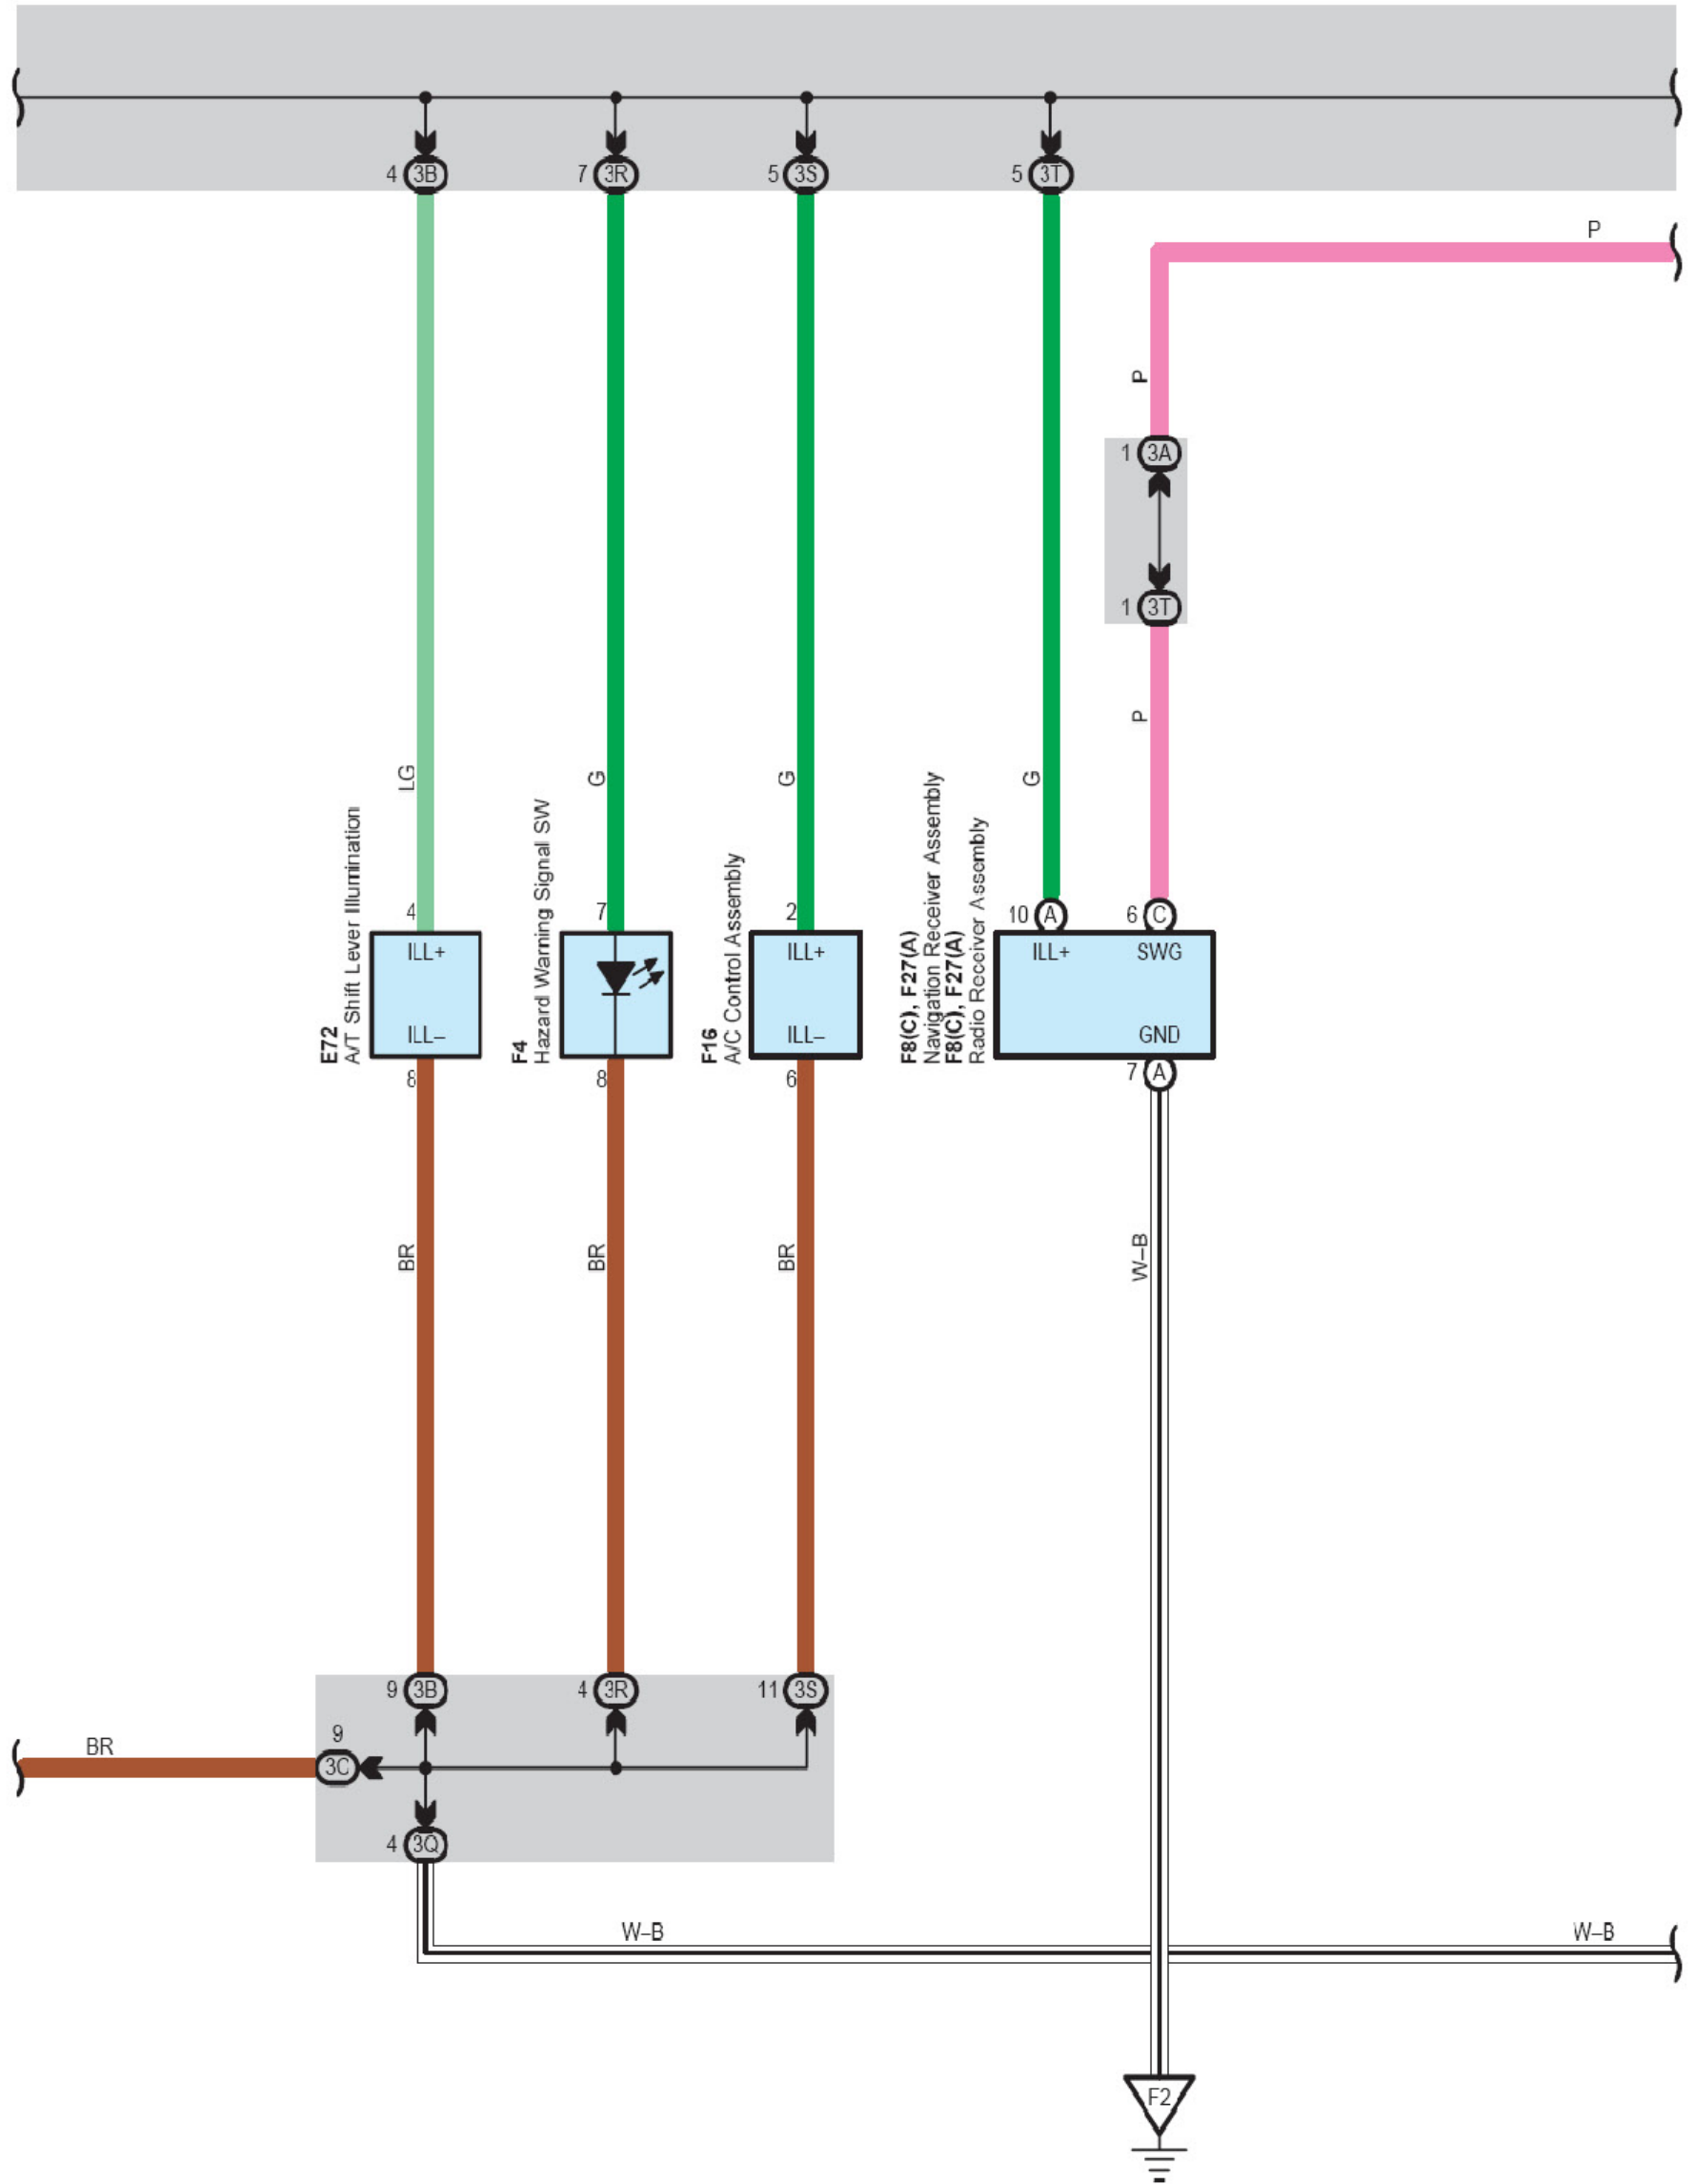 4 3B 7 3R 5 3S 5 3T
P
P
1 3A
1 3T
P
LG G G G
E72
A/T Shift Lever Illumination
F4
Hazard Warning Signal SW
F16
A/C Control Assembly
F8(C), F27(A)
Navigation Receiver Assembly
F8(C), F27(A)
Radio Receiver Assembly
4 7 2 10 A 6 C
ILL+ ILL+ ILL+ SWG
ILL– ILL– GND
8 8 6 7 A
BR BR BR W–B
9 3B 4 3R 11 3S
9
BR 3C
4 3Q
W–B W–B
F2